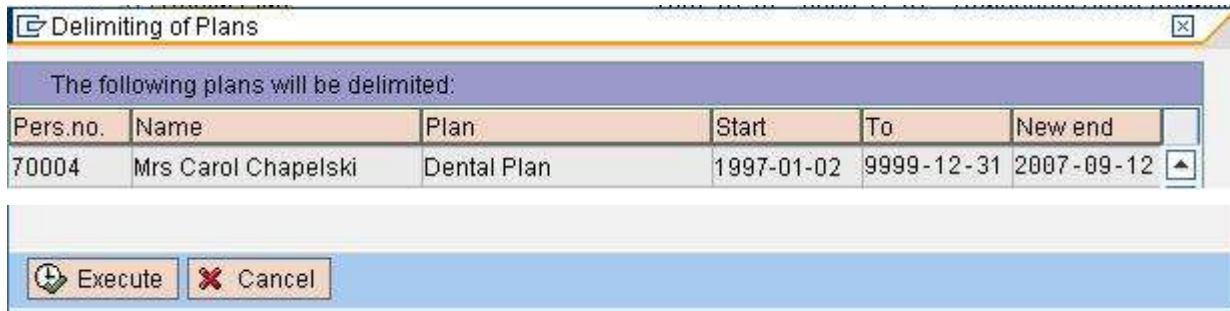 Delimiting of Plans
The following plans will be delimited:
Pers.no. Name Plan Start To New end
70004 Mrs Carol Chapelski Dental Plan 1997-01-02 9999-12-31 2007-09-12
Execute Cancel